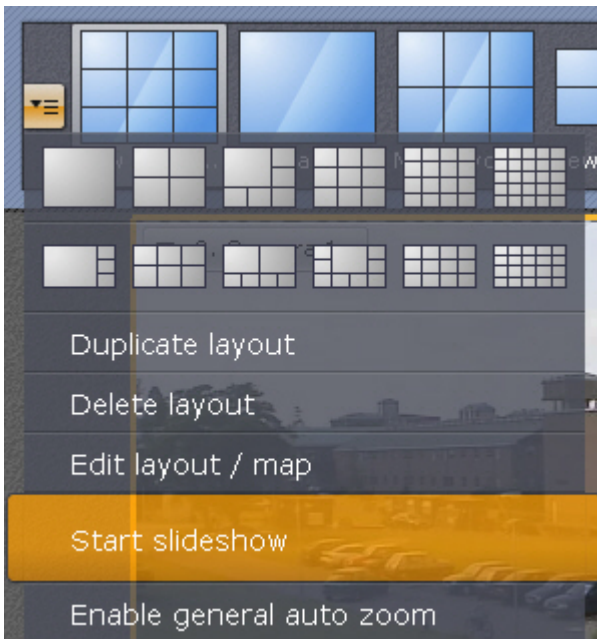 Duplicate layout
Delete layout
Edit layout / map
Start slideshow
Enable general auto zoom